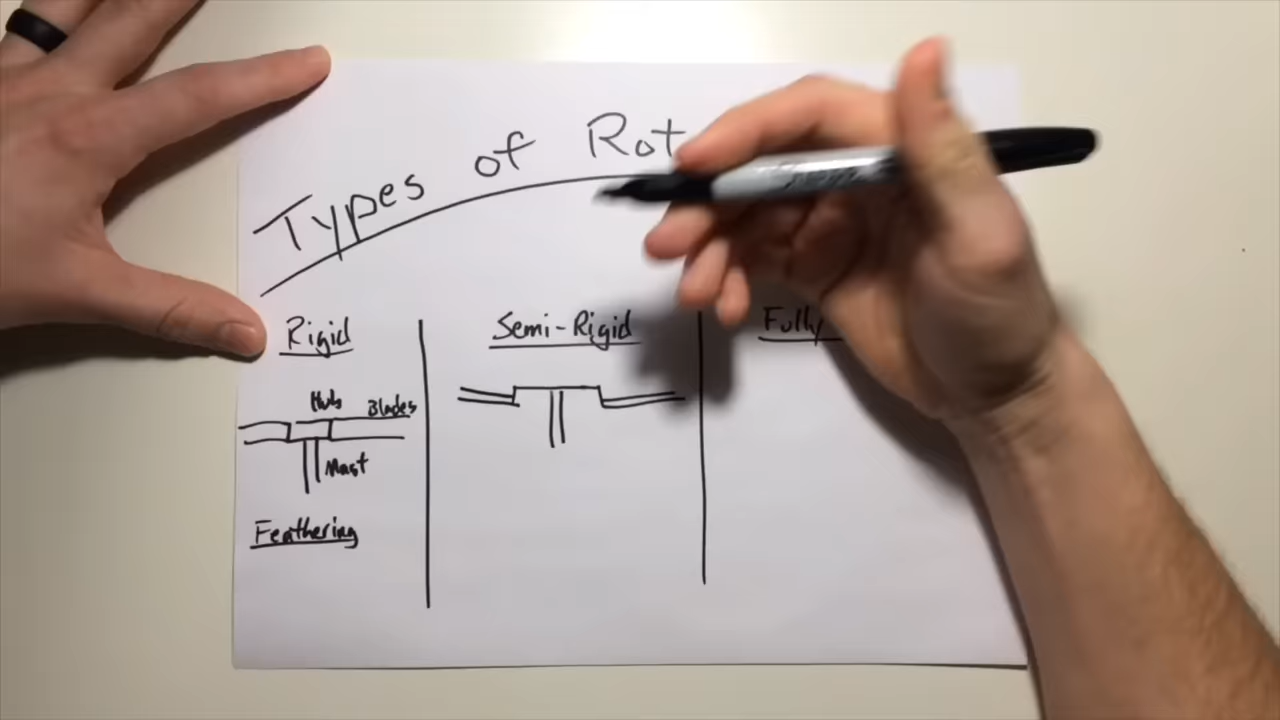 Types of Rot
Rigid
Semi-Rigid
Fully
Hub
Blades
Mast
Feathering